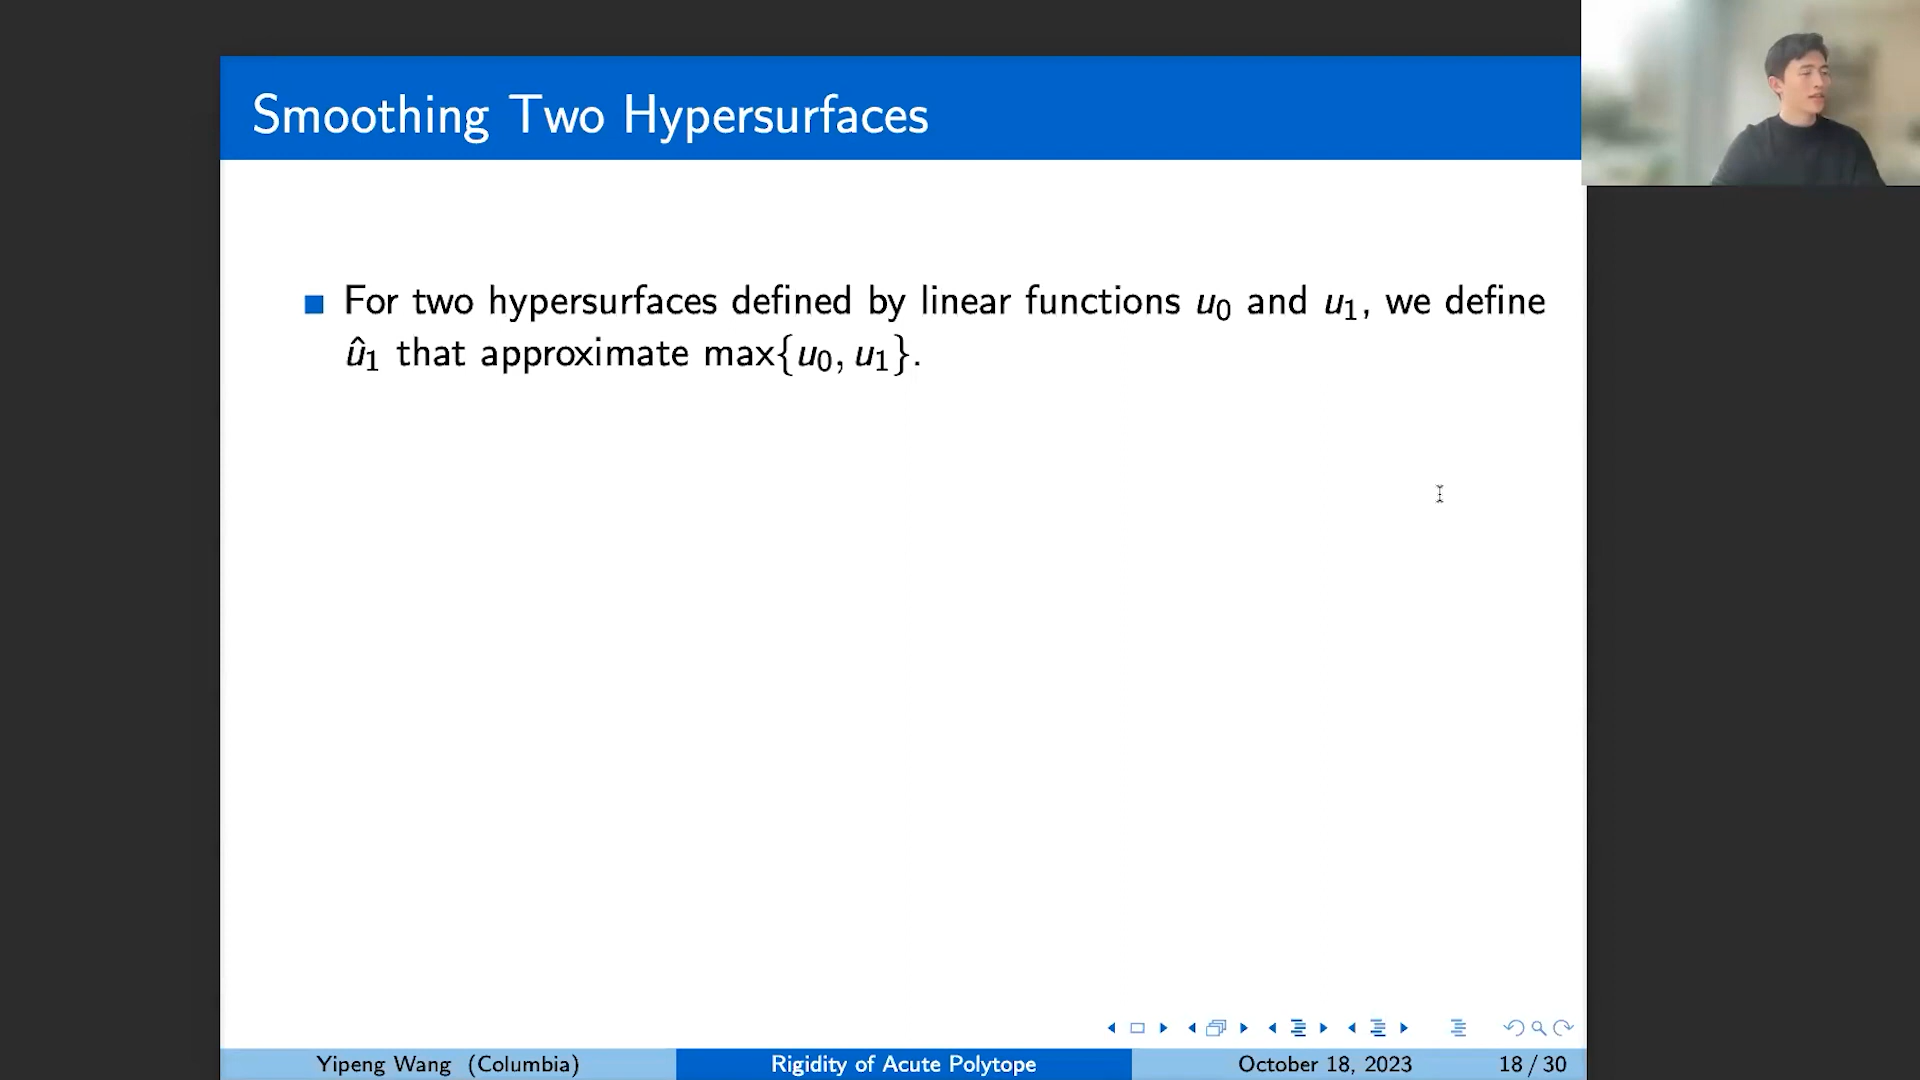 Smoothing Two Hypersurfaces
For two hypersurfaces defined by linear functions u₀ and u₁, we define
û₁ that approximate max{u₀, u₁}.
Yipeng Wang (Columbia) Rigidity of Acute Polytope October 18, 2023 18 / 30